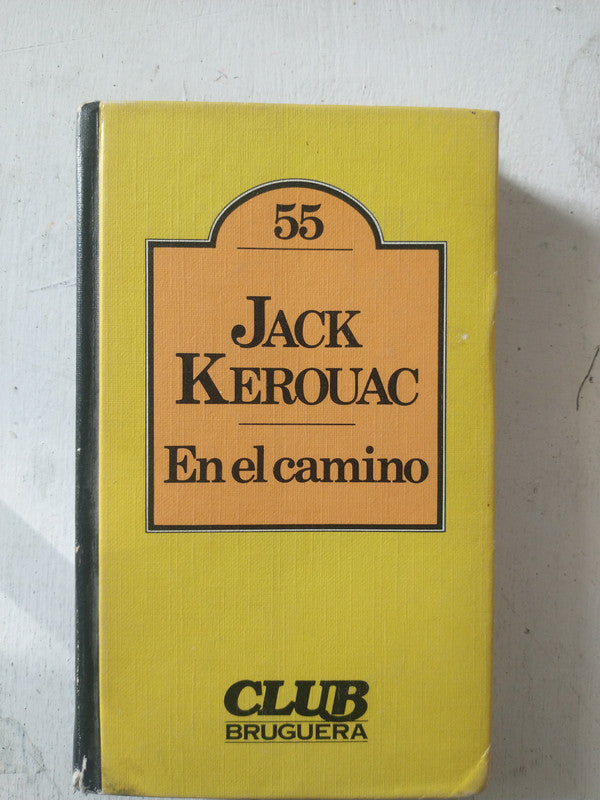 55
JACK
KEROUAC
En el camino
CLUB
BRUGUERA